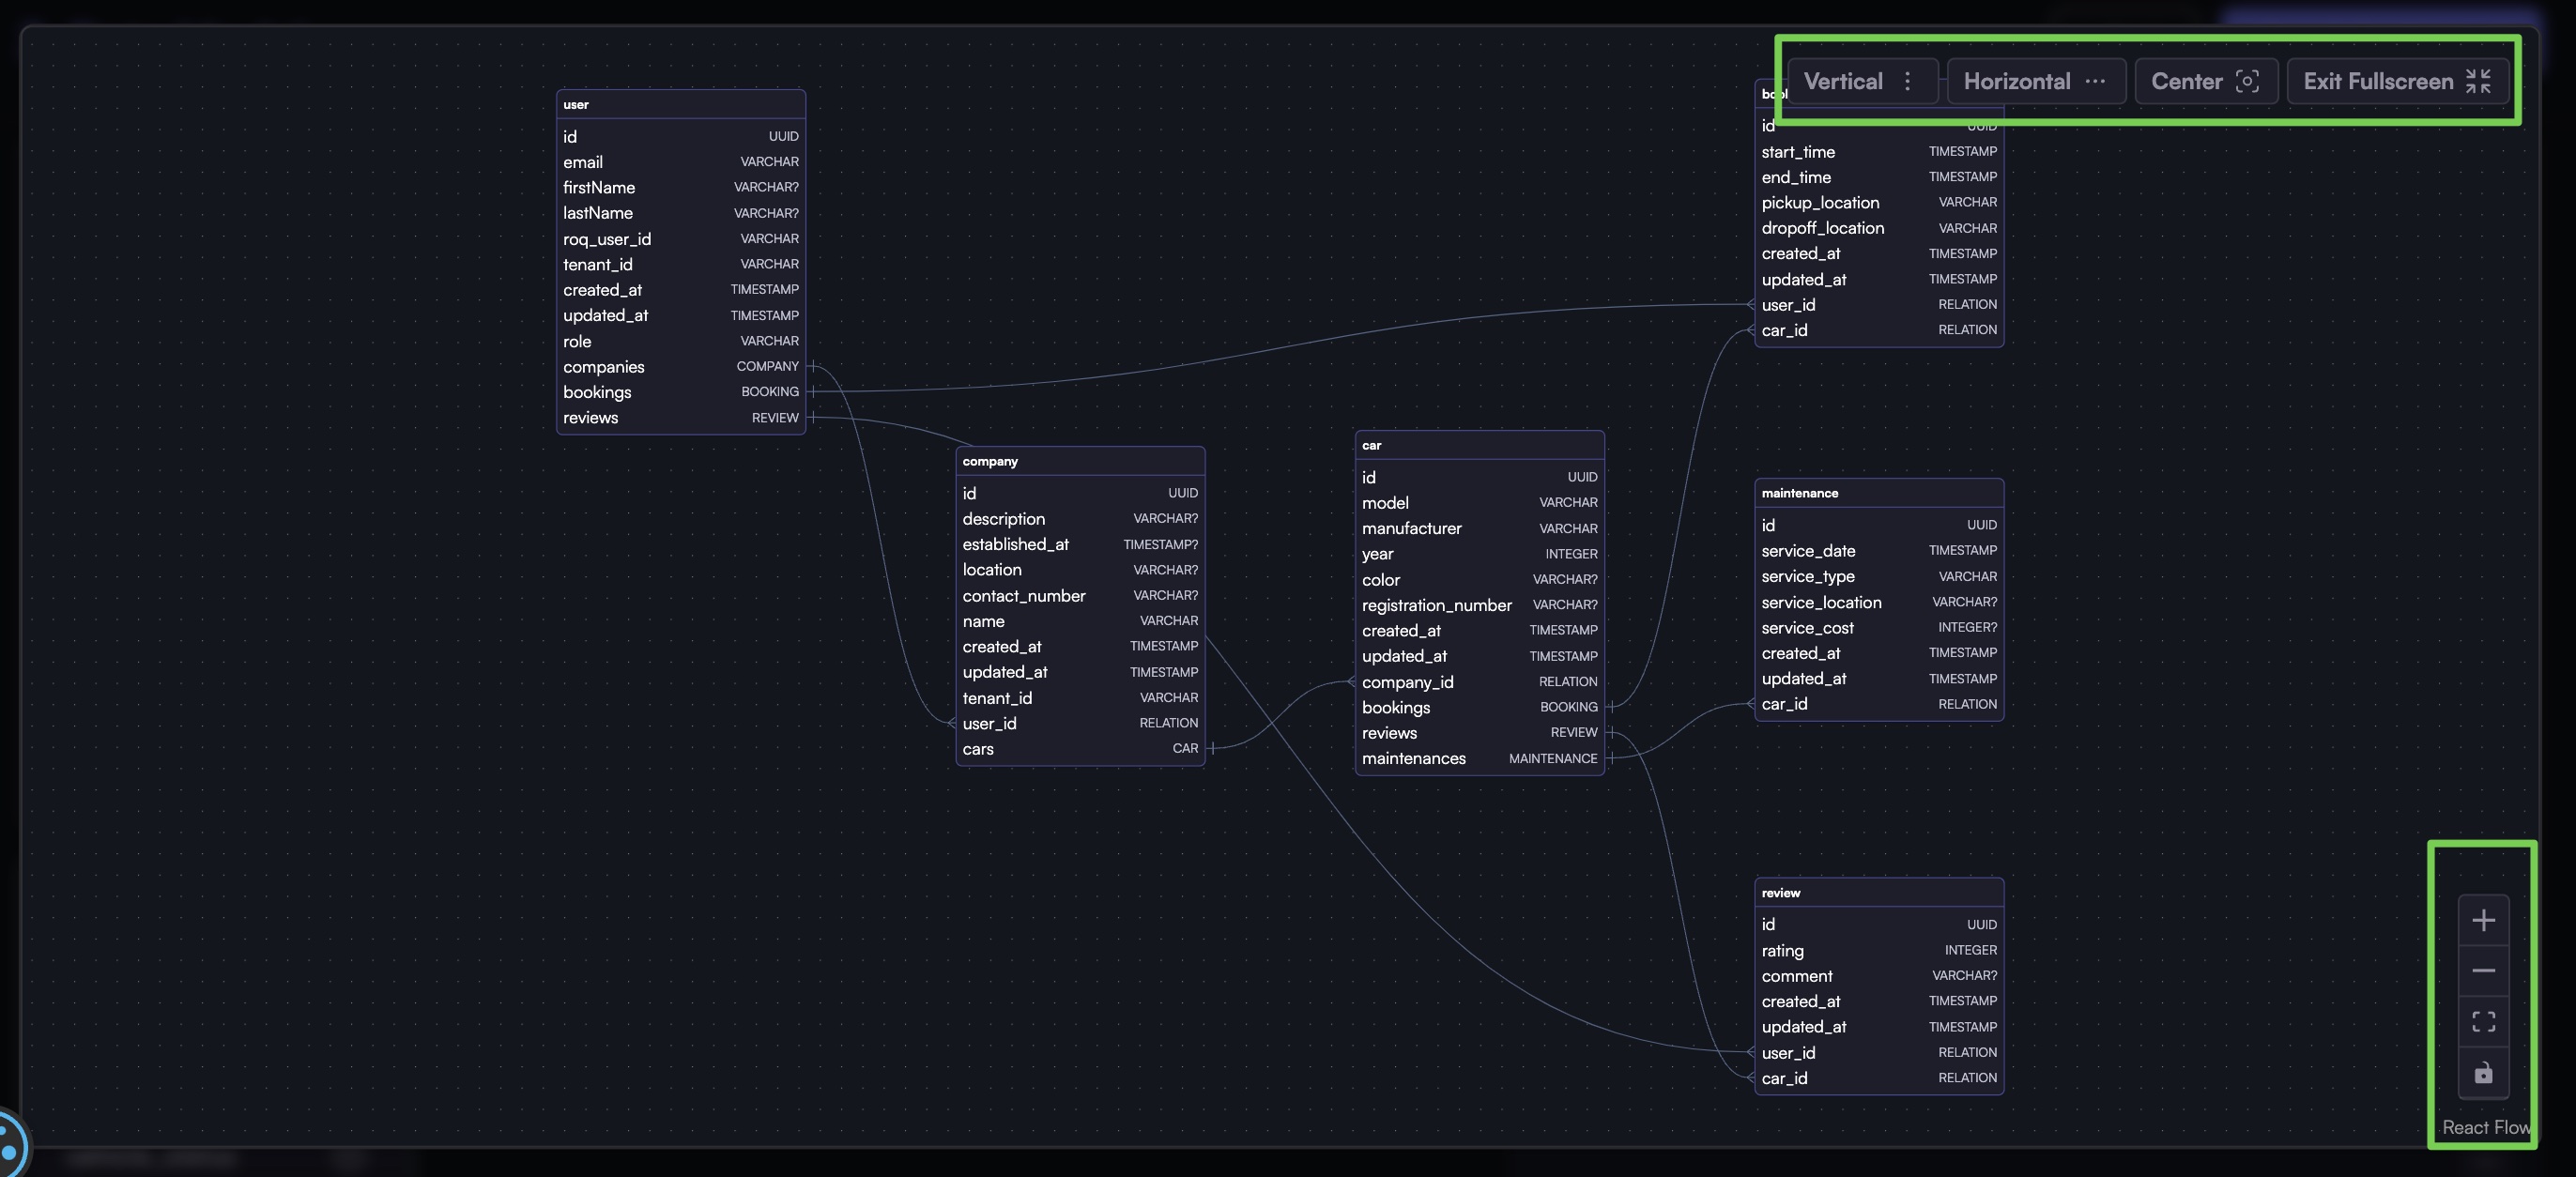 Vertical
Horizontal
Center
Exit Fullscreen
user
id UUID
email VARCHAR
firstName VARCHAR?
lastName VARCHAR?
roq_user_id VARCHAR
tenant_id VARCHAR
created_at TIMESTAMP
updated_at TIMESTAMP
role VARCHAR
companies COMPANY
bookings BOOKING
reviews REVIEW
company
id UUID
description VARCHAR?
established_at TIMESTAMP?
location VARCHAR?
contact_number VARCHAR?
name VARCHAR
created_at TIMESTAMP
updated_at TIMESTAMP
tenant_id VARCHAR
user_id RELATION
cars CAR
car
id UUID
model VARCHAR
manufacturer VARCHAR
year INTEGER
color VARCHAR?
registration_number VARCHAR?
created_at TIMESTAMP
updated_at TIMESTAMP
company_id RELATION
bookings BOOKING
reviews REVIEW
maintenances MAINTENANCE
id UUID
start_time TIMESTAMP
end_time TIMESTAMP
pickup_location VARCHAR
dropoff_location VARCHAR
created_at TIMESTAMP
updated_at TIMESTAMP
user_id RELATION
car_id RELATION
maintenance
id UUID
service_date TIMESTAMP
service_type VARCHAR
service_location VARCHAR?
service_cost INTEGER?
created_at TIMESTAMP
updated_at TIMESTAMP
car_id RELATION
review
id UUID
rating INTEGER
comment VARCHAR?
created_at TIMESTAMP
updated_at TIMESTAMP
user_id RELATION
car_id RELATION
React Flow